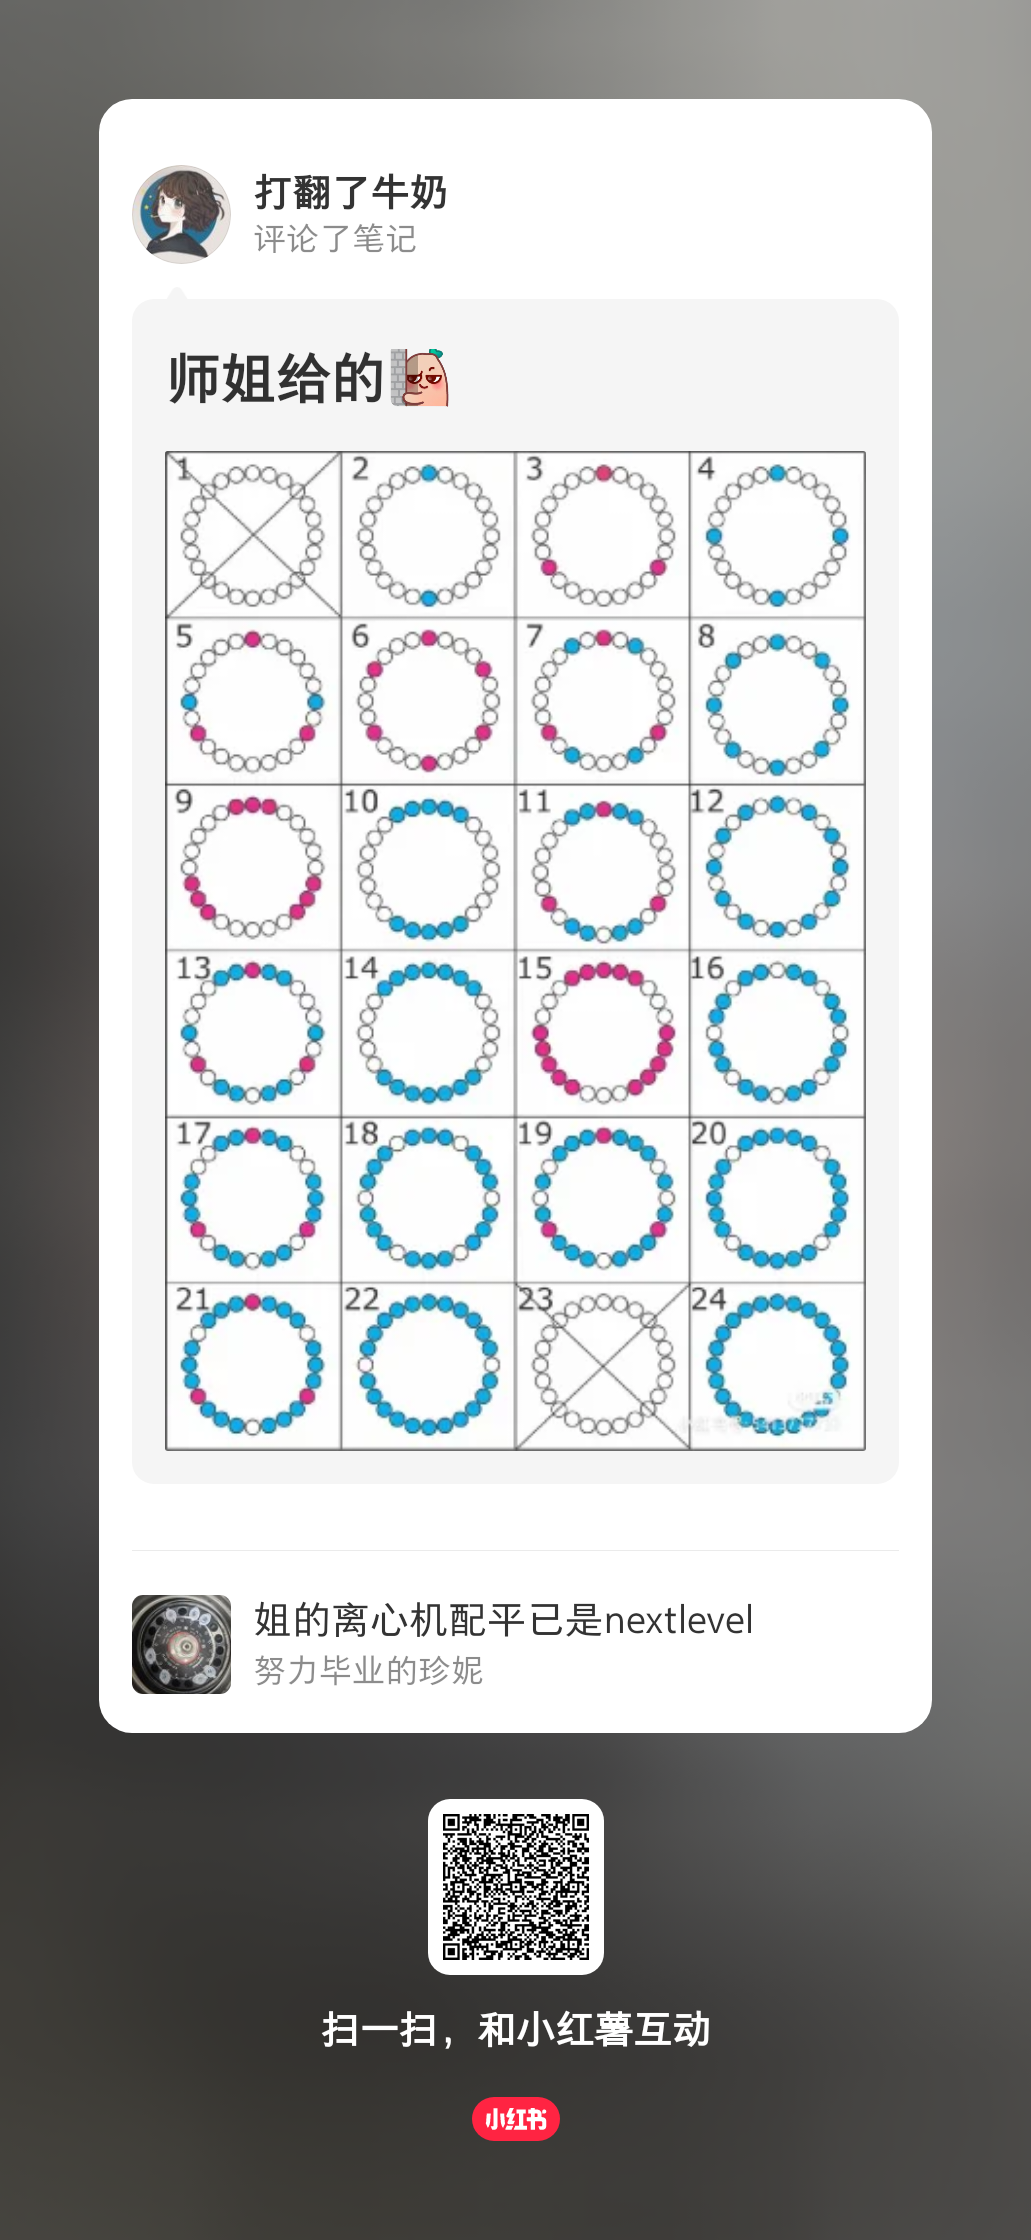 打翻了牛奶
评论了笔记
师姐给的
1 2 3 4
5 6 7 8
9 10 11 12
13 14 15 16
17 18 19 20
21 22 23 24
姐的离心机配平已是nextlevel
努力毕业的珍妮
扫一扫，和小红薯互动
小红书